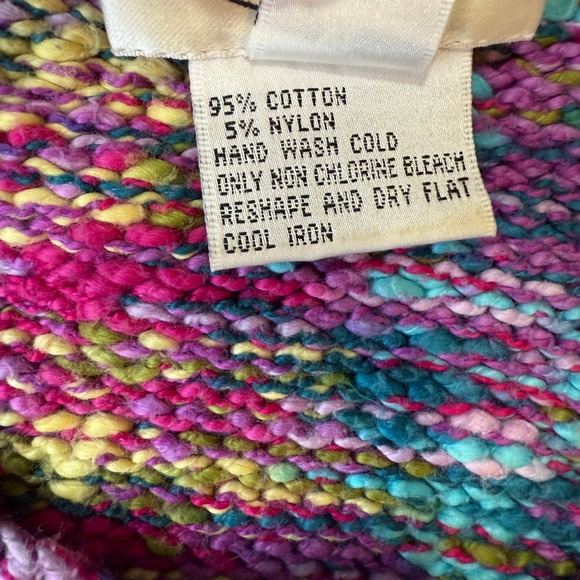 95% COTTON
5% NYLON
HAND WASH COLD
ONLY NON CHLORINE BLEACH
RESHAPE AND DRY FLAT
COOL IRON